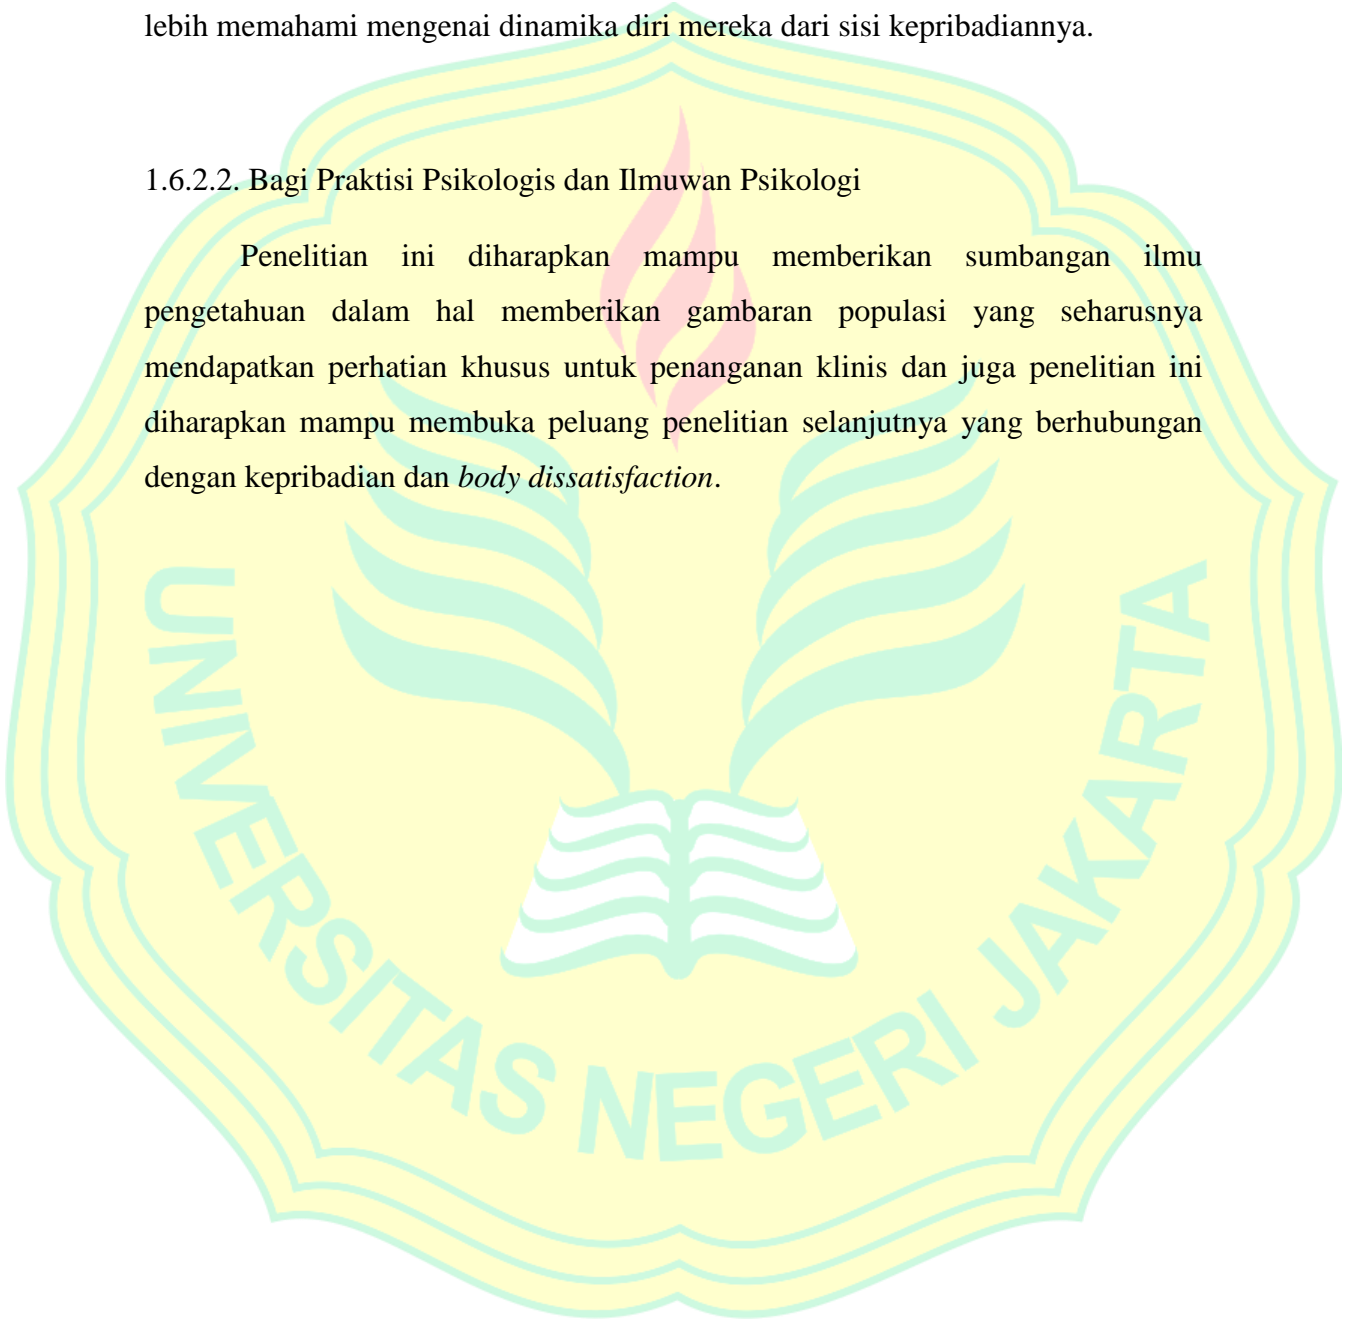 lebih memahami mengenai dinamika diri mereka dari sisi kepribadiannya.
1.6.2.2. Bagi Praktisi Psikologis dan Ilmuwan Psikologi
Penelitian ini diharapkan mampu memberikan sumbangan ilmu
pengetahuan dalam hal memberikan gambaran populasi yang seharusnya
mendapatkan perhatian khusus untuk penanganan klinis dan juga penelitian ini
diharapkan mampu membuka peluang penelitian selanjutnya yang berhubungan
dengan kepribadian dan body dissatisfaction.
UNIVERSITAS NEGERI JAKARTA